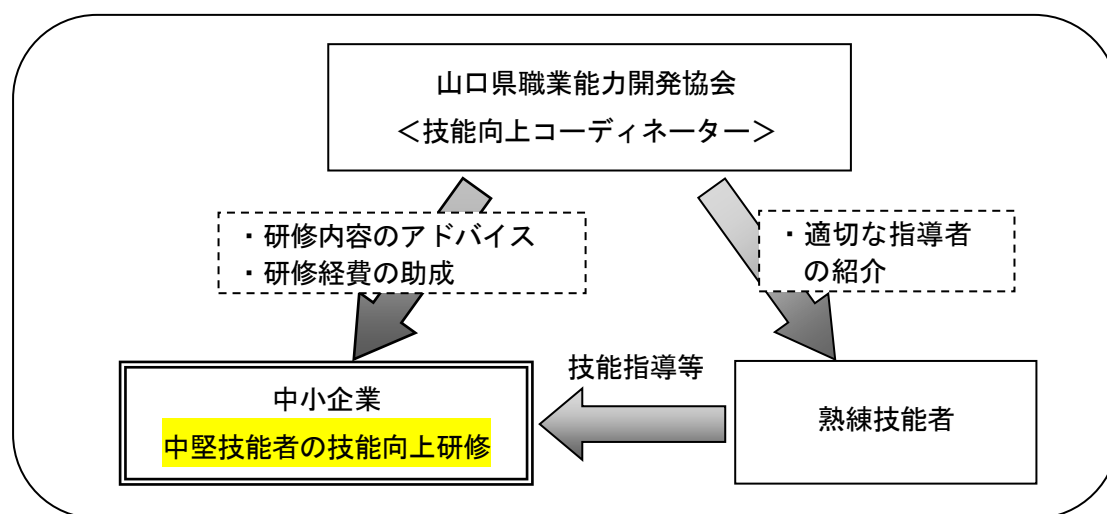 山口県職業能力開発協会
＜技能向上コーディネーター＞
・研修内容のアドバイス
・研修経費の助成
・適切な指導者
の紹介
技能指導等
中小企業
中堅技能者の技能向上研修
熟練技能者